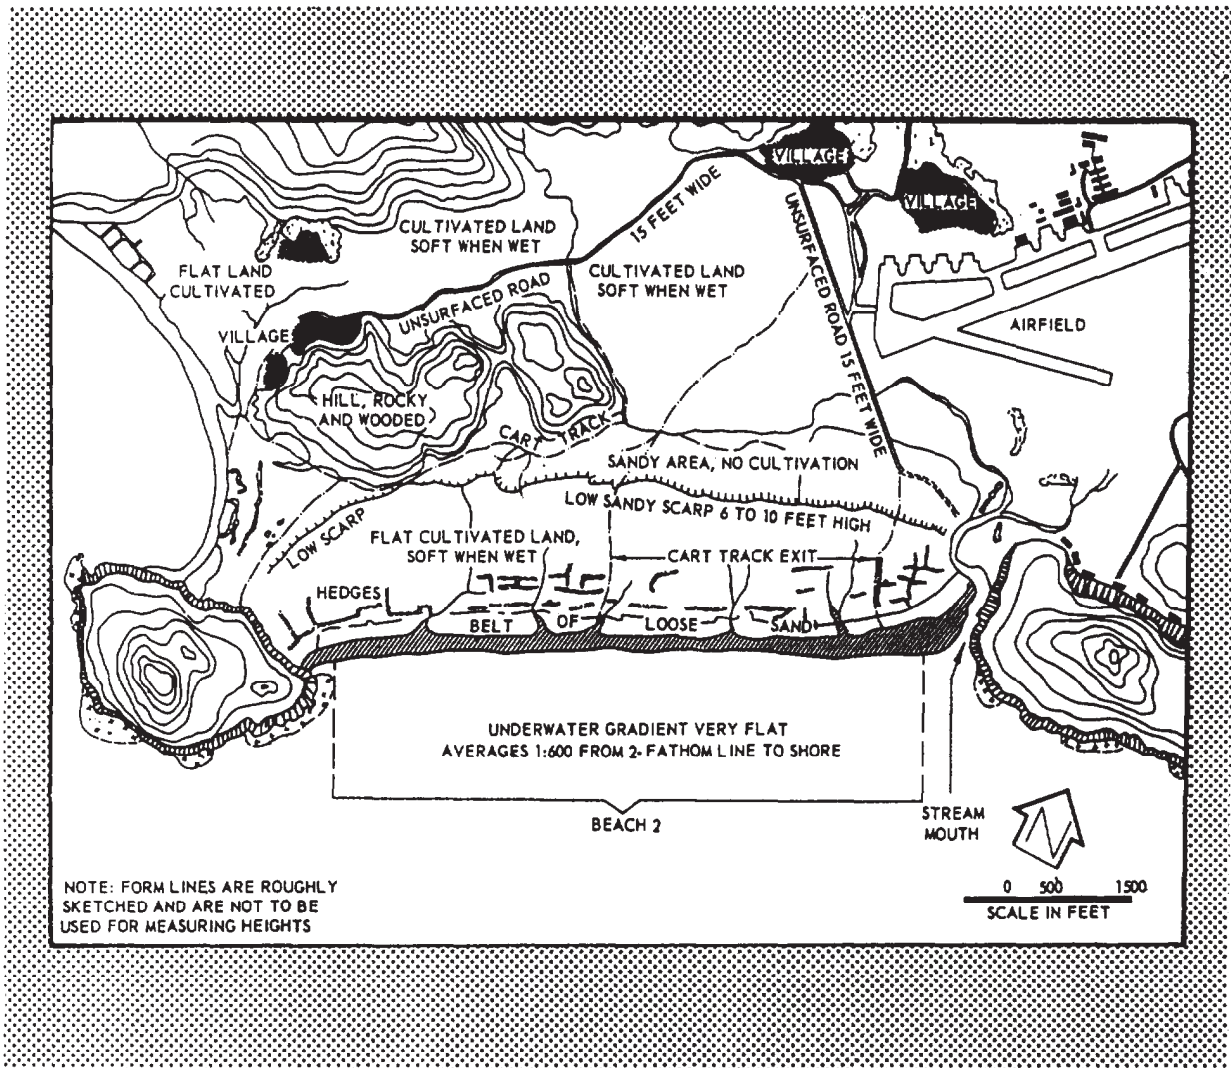 VILLAGE
15 FEET WIDE
VILLAGE
CULTIVATED LAND
SOFT WHEN WET
FLAT LAND
CULTIVATED
UNSURFACED ROAD
CULTIVATED LAND
SOFT WHEN WET
UNSURFACED ROAD 15 FEET WIDE
AIRFIELD
VILLAGE
HILL, ROCKY
AND WOODED
CART TRACK
SANDY AREA, NO CULTIVATION
LOW SANDY SCARP 6 TO 10 FEET HIGH
LOW SCARP
FLAT CULTIVATED LAND,
SOFT WHEN WET
CART TRACK EXIT
HEDGES
BELT OF LOOSE SAND
UNDERWATER GRADIENT VERY FLAT
AVERAGES 1:600 FROM 2-FATHOM LINE TO SHORE
BEACH 2
STREAM
MOUTH
N
NOTE: FORM LINES ARE ROUGHLY
SKETCHED AND ARE NOT TO BE
USED FOR MEASURING HEIGHTS
0 500 1500
SCALE IN FEET